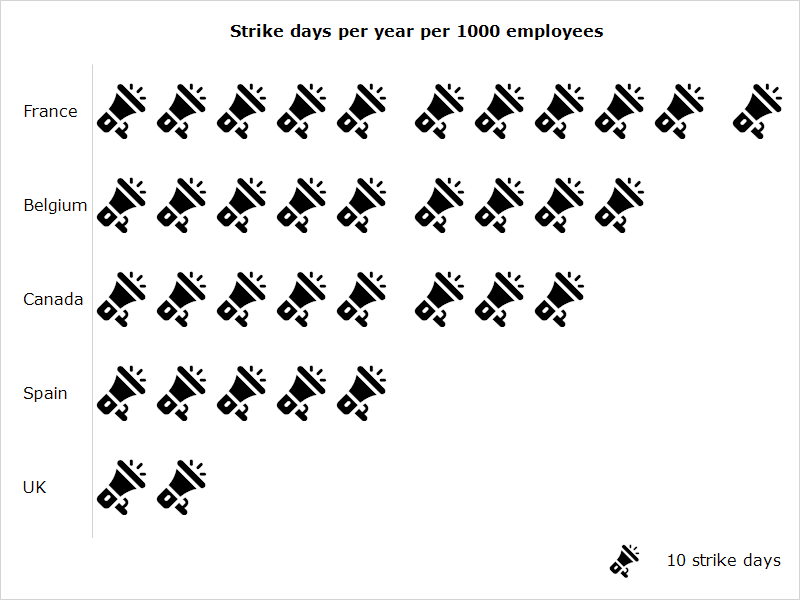 Strike days per year per 1000 employees
France
Belgium
Canada
Spain
UK
10 strike days